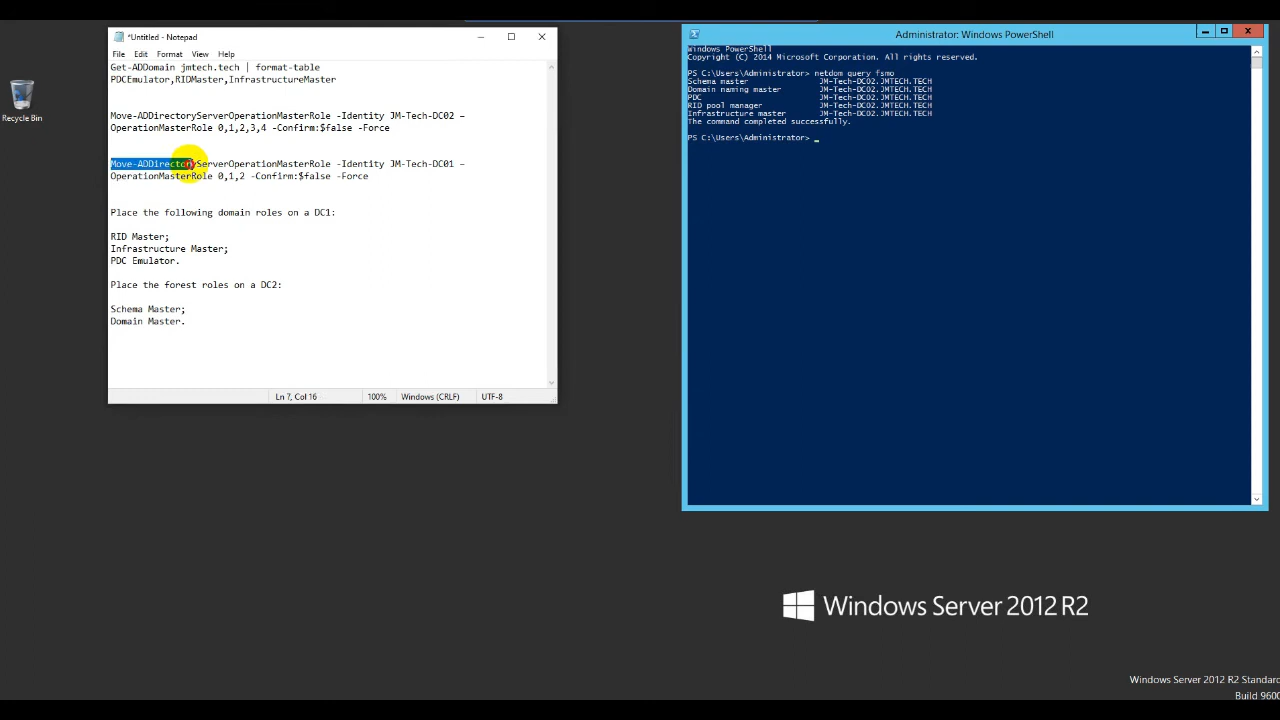 *Untitled - Notepad
File Edit Format View Help
Get-ADDomain jmtech.tech | format-table
PDCEmulator,RIDMaster,InfrastructureMaster
Move-ADDirectoryServerOperationMasterRole -Identity JM-Tech-DC02 –
OperationMasterRole 0,1,2,3,4 -Confirm:$false -Force
Move-ADDirectoryServerOperationMasterRole -Identity JM-Tech-DC01 –
OperationMasterRole 0,1,2 -Confirm:$false -Force
Place the following domain roles on a DC1:
RID Master;
Infrastructure Master;
PDC Emulator.
Place the forest roles on a DC2:
Schema Master;
Domain Master.
Ln 7, Col 16 100% Windows (CRLF) UTF-8
Recycle Bin
Administrator: Windows PowerShell
Windows PowerShell
Copyright (C) 2014 Microsoft Corporation. All rights reserved.
PS C:\Users\Administrator> netdom query fsmo
Schema master JM-Tech-DC02.JMTECH.TECH
Domain naming master JM-Tech-DC02.JMTECH.TECH
PDC JM-Tech-DC02.JMTECH.TECH
RID pool manager JM-Tech-DC02.JMTECH.TECH
Infrastructure master JM-Tech-DC02.JMTECH.TECH
The command completed successfully.
PS C:\Users\Administrator> _
Windows Server 2012 R2
Windows Server 2012 R2 Standard
Build 9600